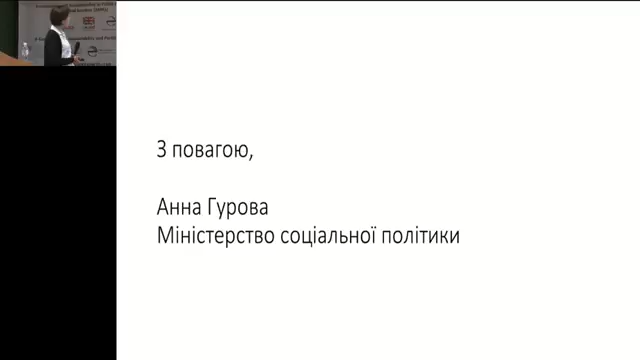 З повагою,
Анна Гурова
Міністерство соціальної політики